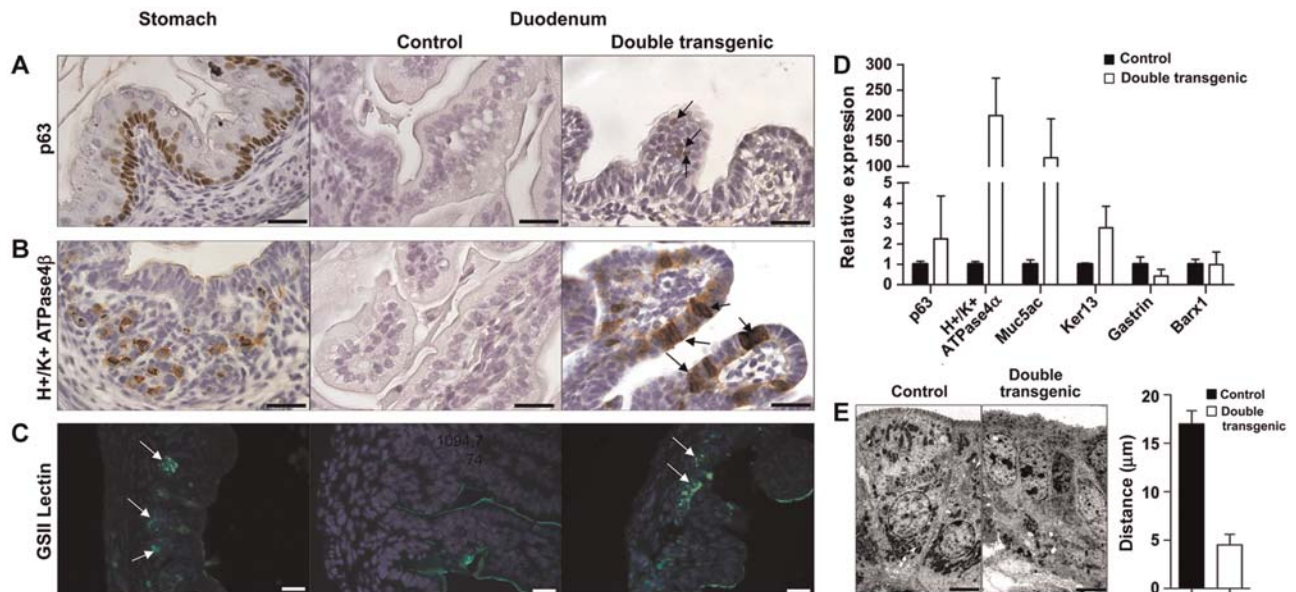 Stomach
Duodenum
Control
Double transgenic
A
p63
B
H+/K+ ATPase4β
C
GSII Lectin
1094,7
74
D
Control
Double transgenic
Relative expression
300
250
200
150
100
5
4
3
2
1
0
p63
H+/K+
ATPase4α
Muc5ac
Ker13
Gastrin
Barx1
E
Control
Double
transgenic
Control
Double
transgenic
Distance (μm)
20
15
10
5
0